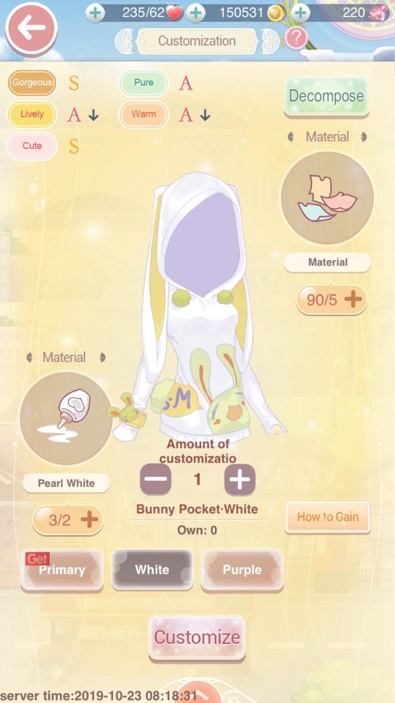 235/62
150531
220
Customization
?
Gorgeous S
Pure A
Lively A
Warm A
Cute S
Decompose
Material
Material
90/5
Material
Pearl White
3/2
Amount of
customizatio
1
Bunny Pocket·White
Own: 0
How to Gain
Get
Primary
White
Purple
Customize
server time:2019-10-23 08:18:31